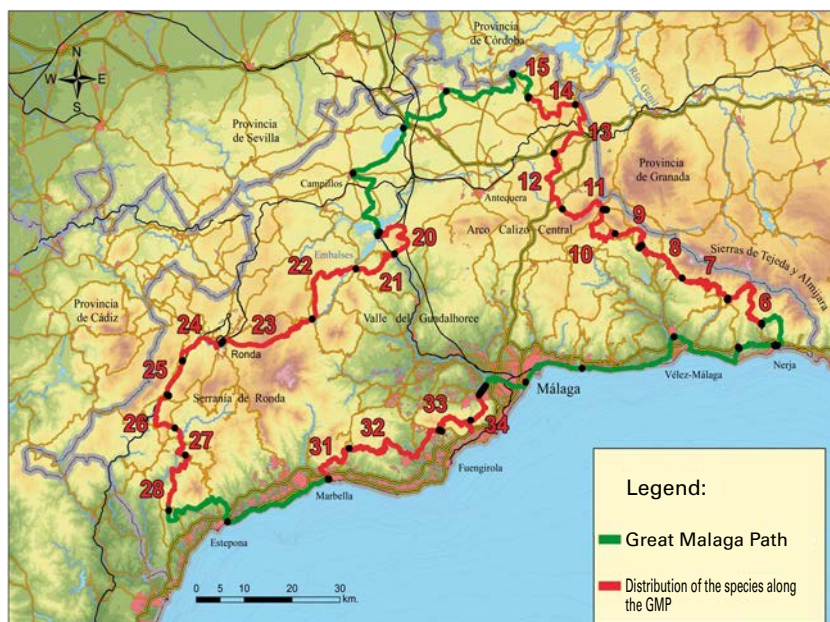 Provincia
de Córdoba
N
W E
S
15
14
Río Genil
Provincia
de Sevilla
13
Provincia
de Granada
Campillos
12
Antequera
11
9
20
Arco Calizo Central
10
8
Sierras de Tejeda y Almijara
Embalses
22
21
7
Provincia
de Cádiz
6
24
23
Valle del Guadalhorce
Ronda
25
Nerja
Vélez-Málaga
Málaga
Serranía de Ronda
33
26
34
32
27
31
Fuengirola
28
Marbella
Estepona
0 5 10 20 30
km.
Legend:
Great Malaga Path
Distribution of the species along
the GMP